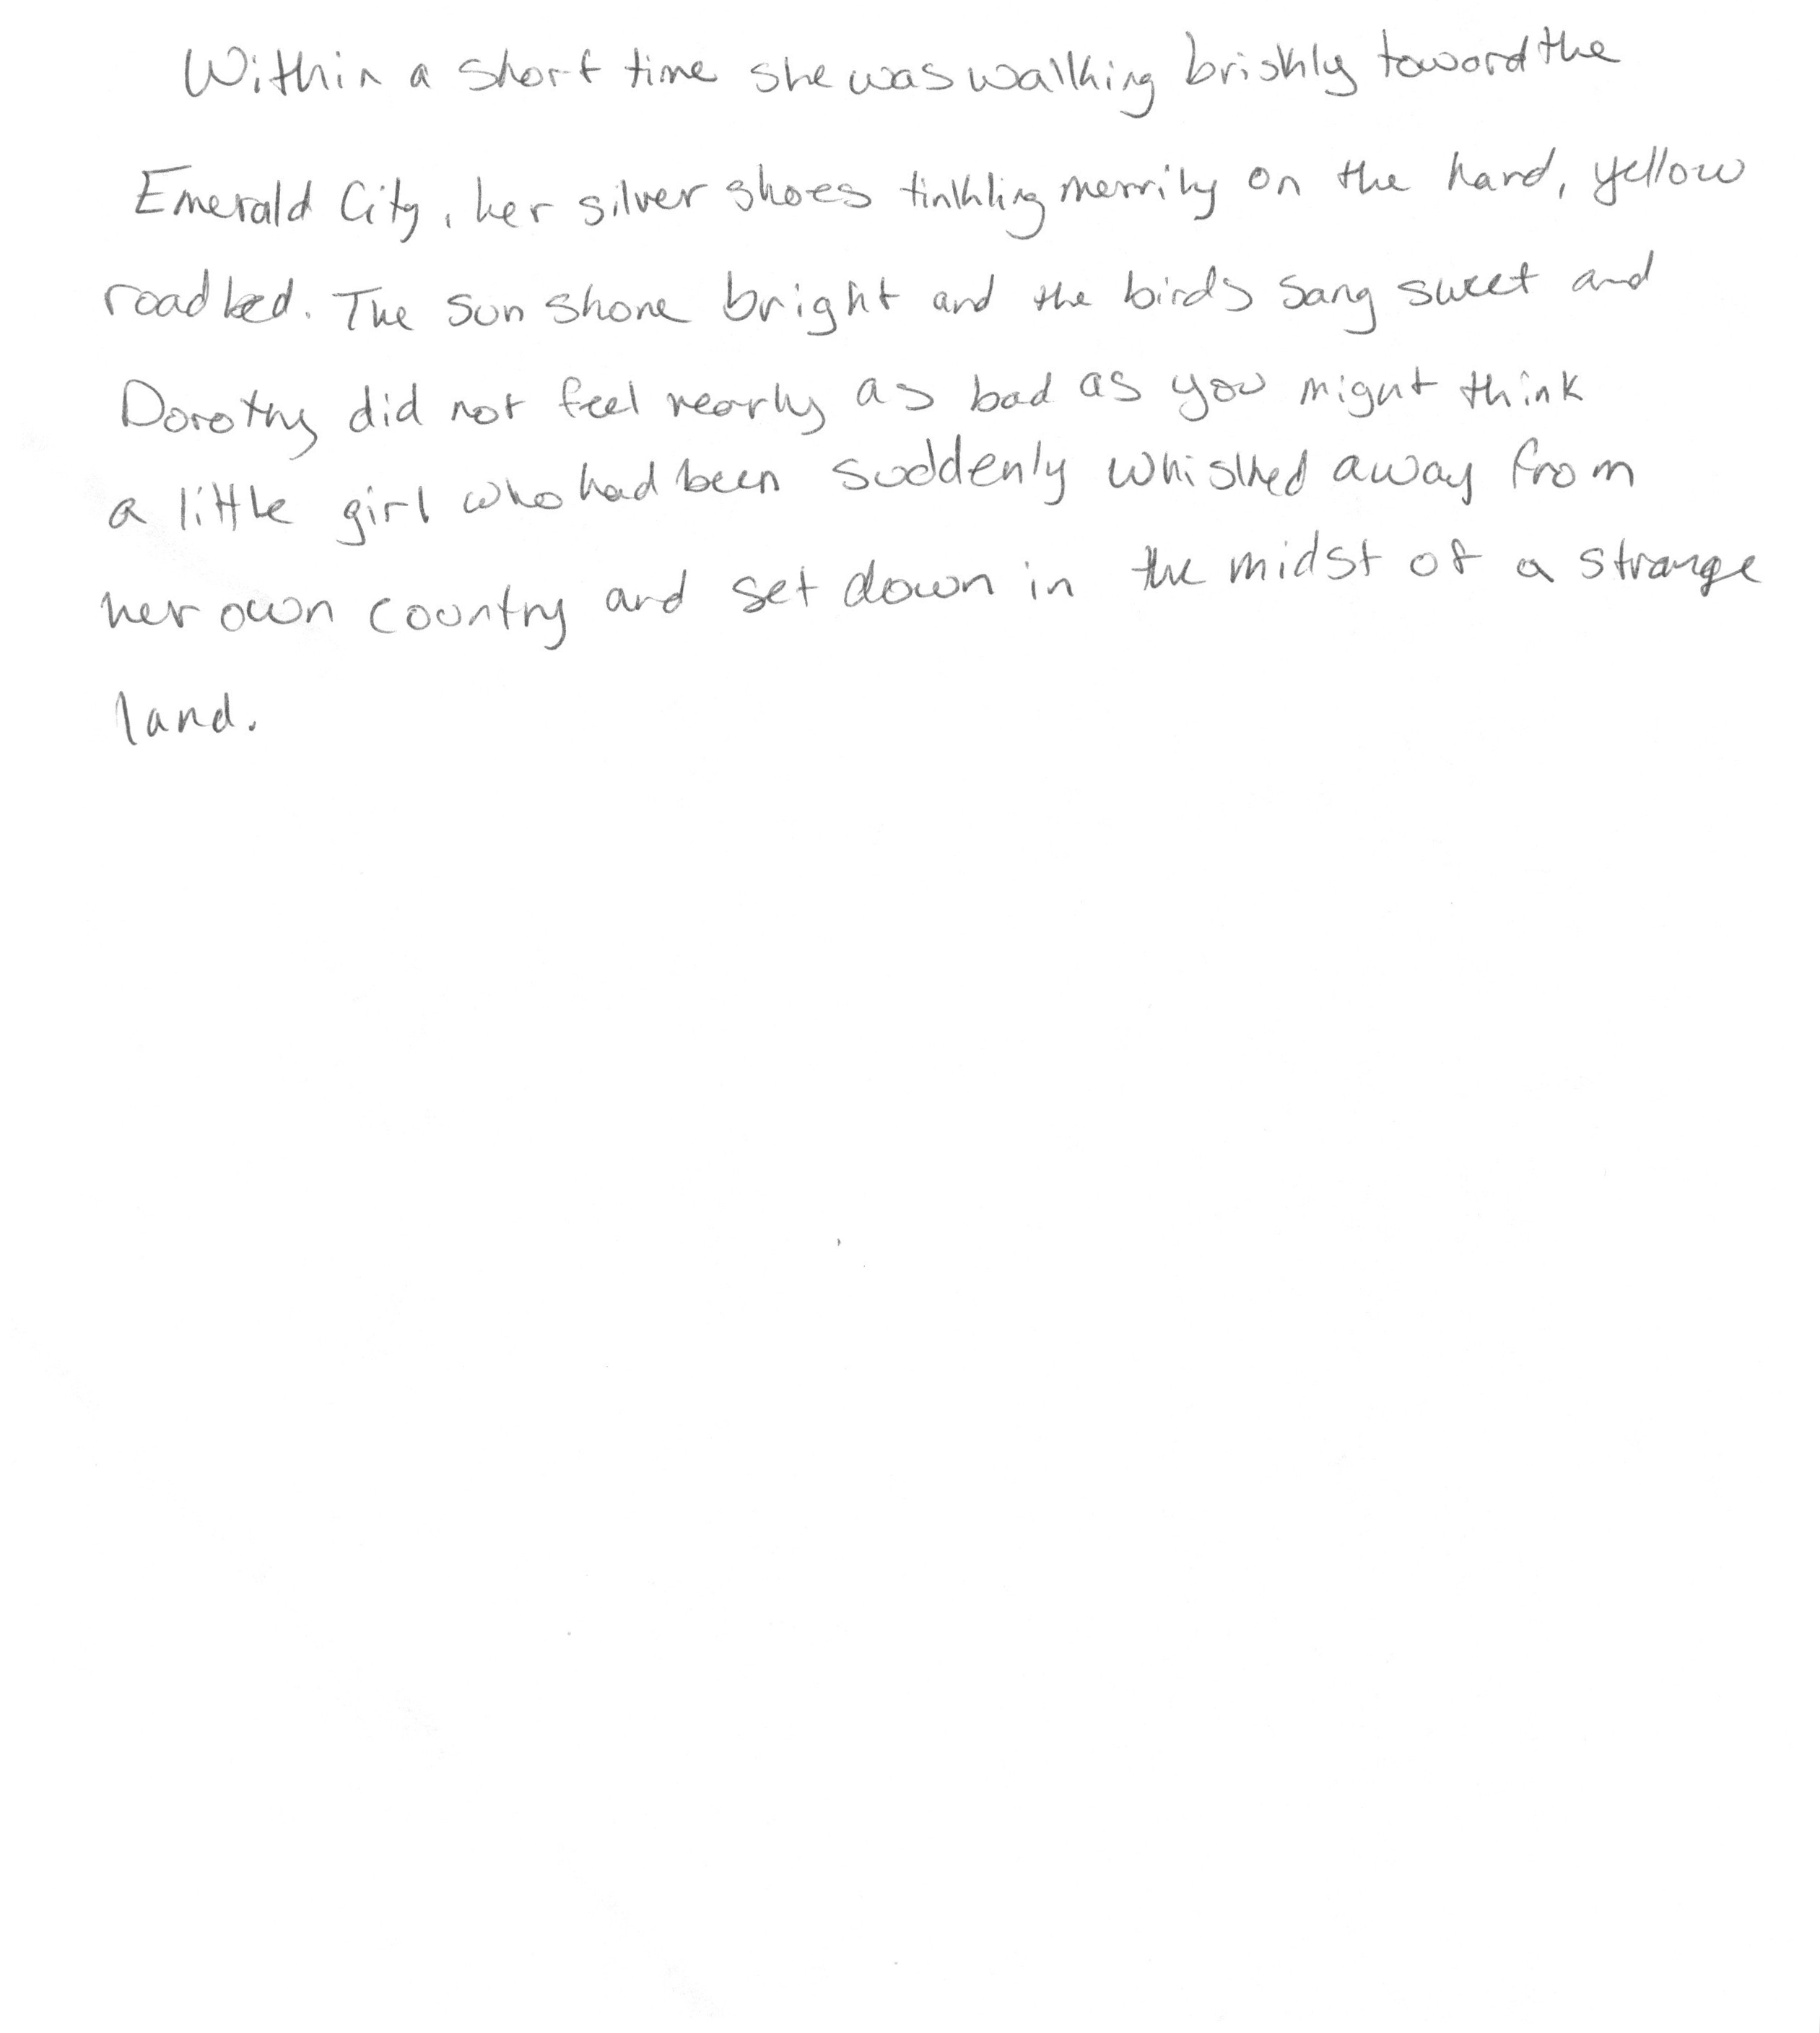 Within a short time she was walking briskly toward the
Emerald City, her silver shoes tinkling merrily on the hard, yellow
roadbed. The sun shone bright and the birds sang sweet and
Dorothy did not feel nearly as bad as you might think
a little girl who had been suddenly whisked away from
her own country and set down in the midst of a strange
land.